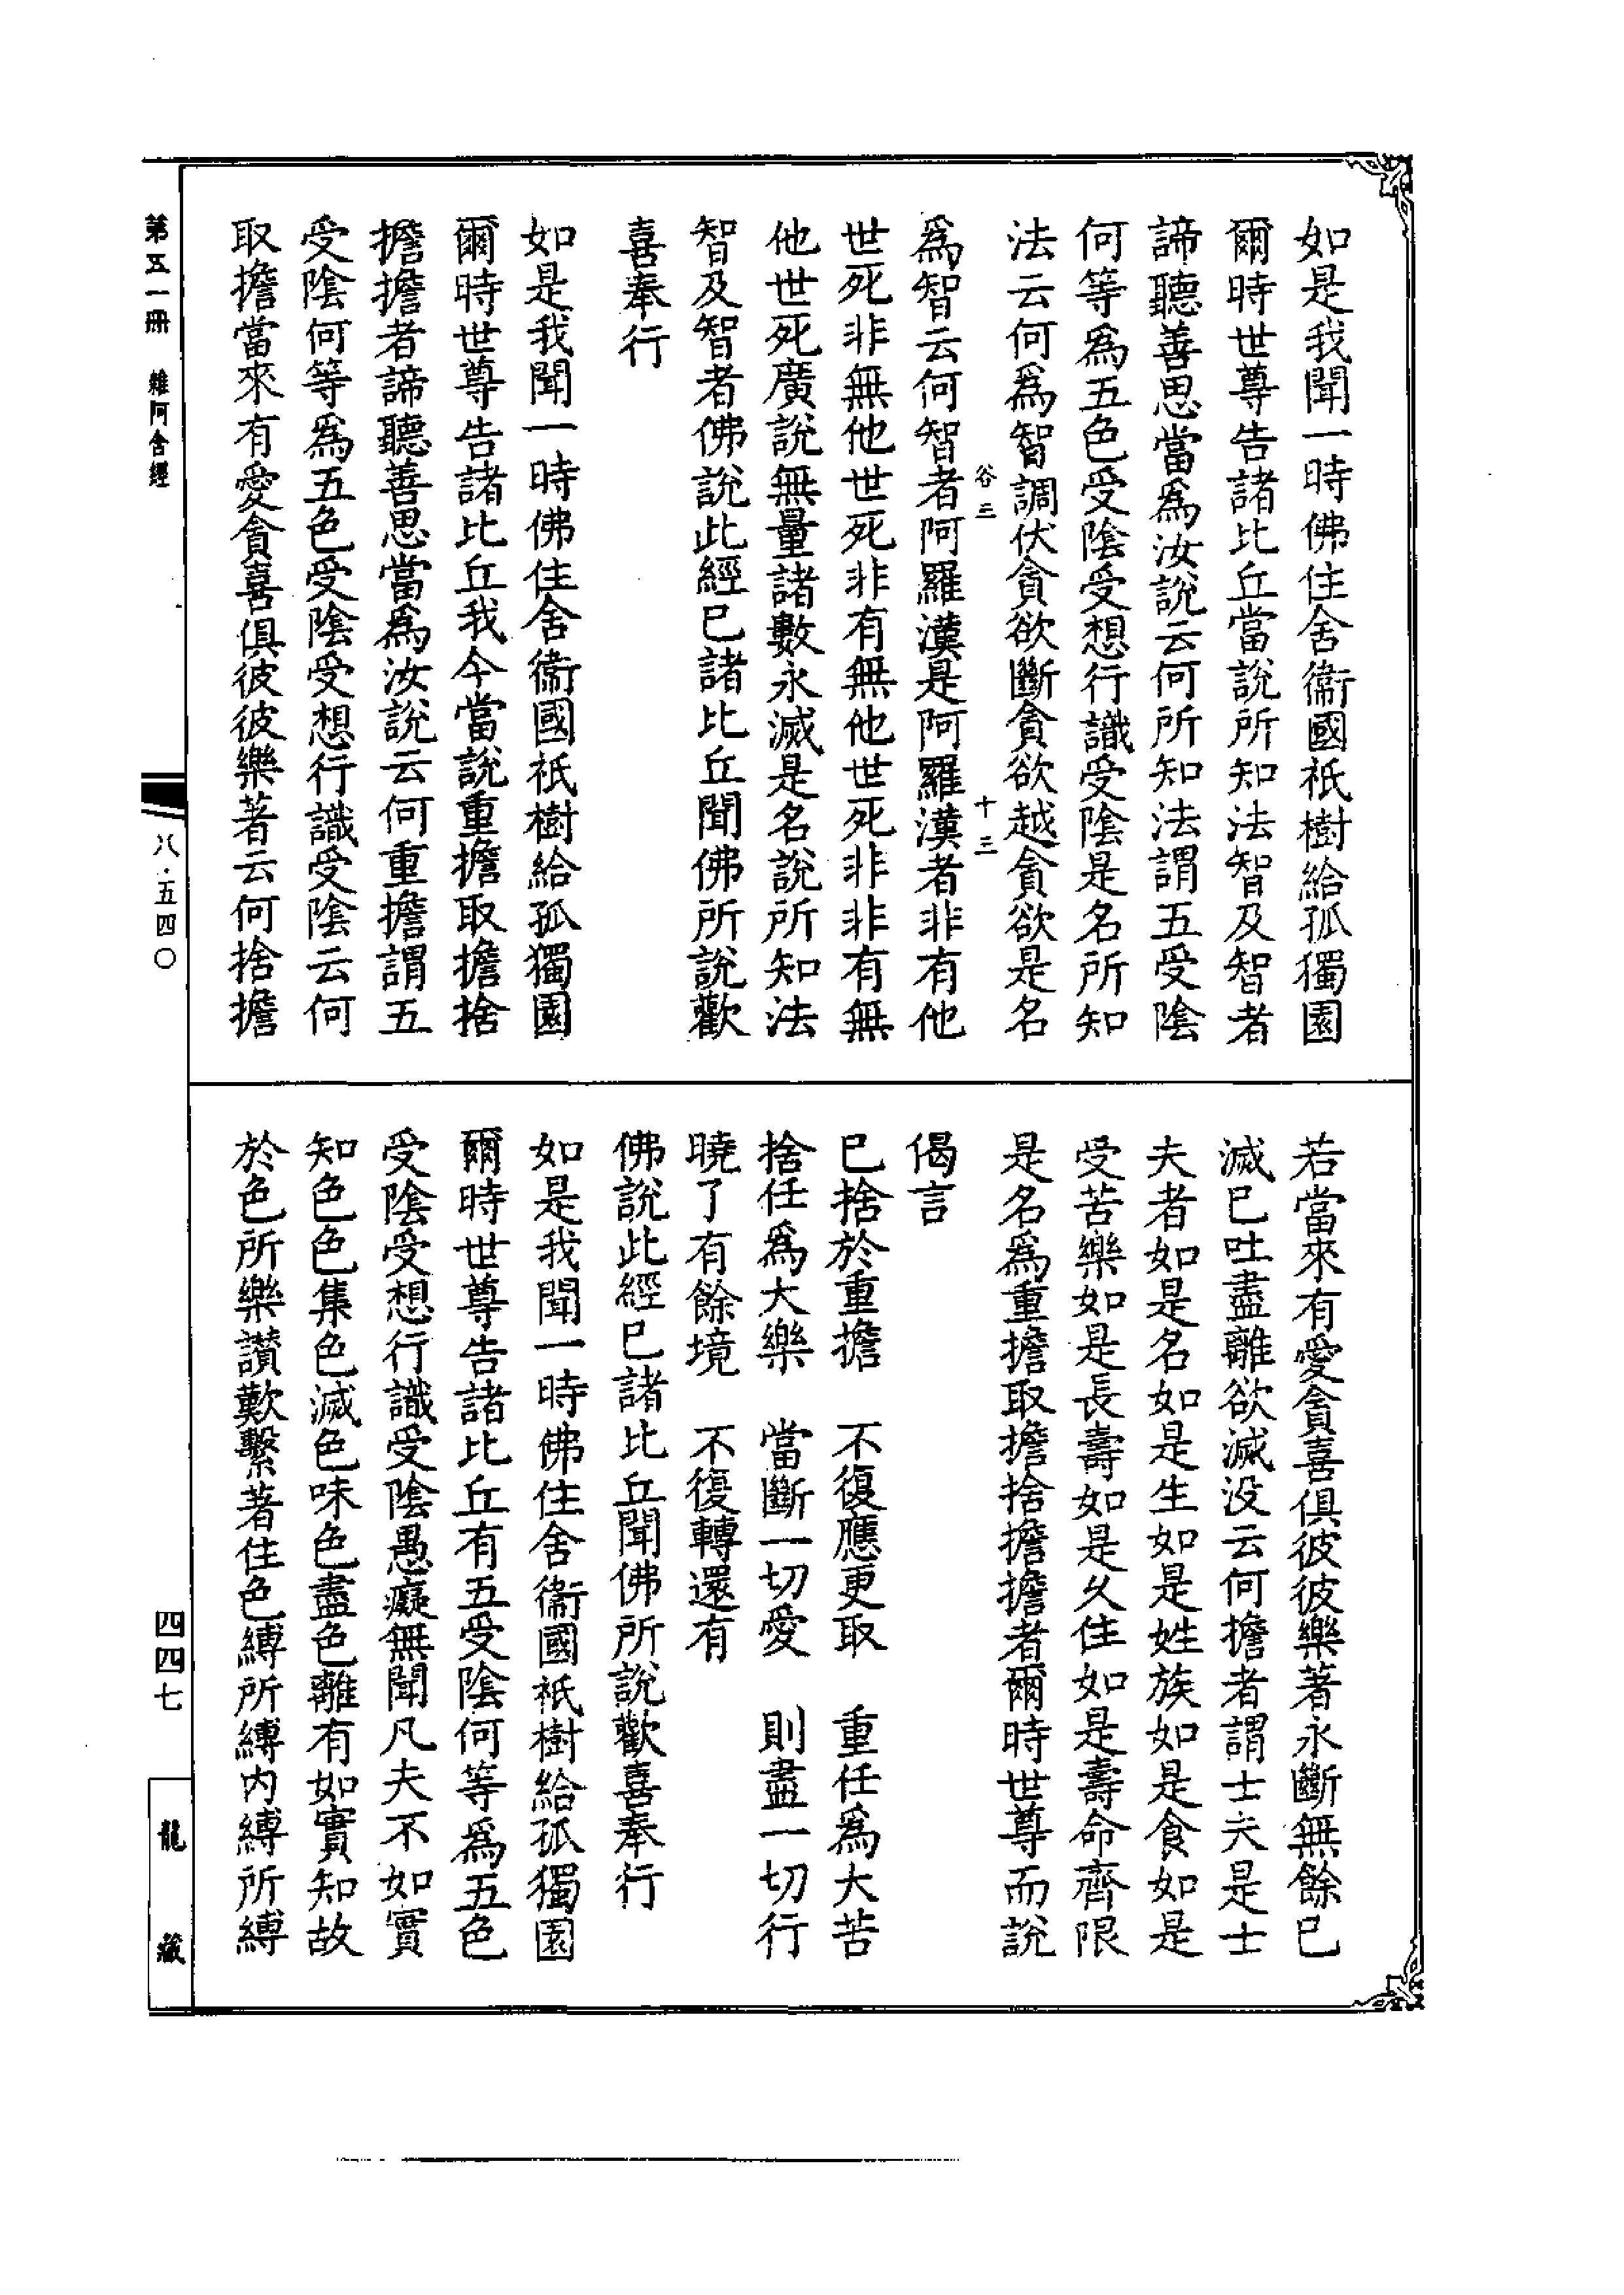 如是我聞一時佛住舍衞國祇樹給孤獨園
爾時世尊告諸比丘當說所知法智及智者
諦聽善思當爲汝說云何所知法謂五受陰
何等爲五色受陰受想行識受陰是名所知
法云何爲智調伏貪欲斷貪欲越貪欲是名
谷三 十三
爲智云何智者阿羅漢是阿羅漢者非有他
世死非無他世死非有無他世死非非有無
他世死廣說無量諸數永滅是名說所知法
智及智者佛說此經已諸比丘聞佛所說歡
喜奉行
如是我聞一時佛住舍衞國祇樹給孤獨園
爾時世尊告諸比丘我今當說重擔取擔捨
擔擔者諦聽善思當爲汝說云何重擔謂五
受陰何等爲五色受陰受想行識受陰云何
取擔當來有愛貪喜俱彼彼樂著云何捨擔
若當來有愛貪喜俱彼彼樂著永斷無餘已
滅已吐盡離欲滅没云何擔者謂士夫是士
夫者如是名如是生如是姓族如是食如是
受苦樂如是長壽如是久住如是壽命齊限
是名爲重擔取擔捨擔擔者爾時世尊而說
偈言
已捨於重擔 不復應更取 重任爲大苦
捨任爲大樂 當斷一切愛 則盡一切行
曉了有餘境 不復轉還有
佛說此經已諸比丘聞佛所說歡喜奉行
如是我聞一時佛住舍衞國祇樹給孤獨園
爾時世尊告諸比丘有五受陰何等爲五色
受陰受想行識受陰愚癡無聞凡夫不如實
知色色集色滅色味色盡色離有如實知故
於色所樂讃歎繫著住色縛所縛内縛所縛
第五一冊 雜阿含經
八·五四〇
四四七
龍藏